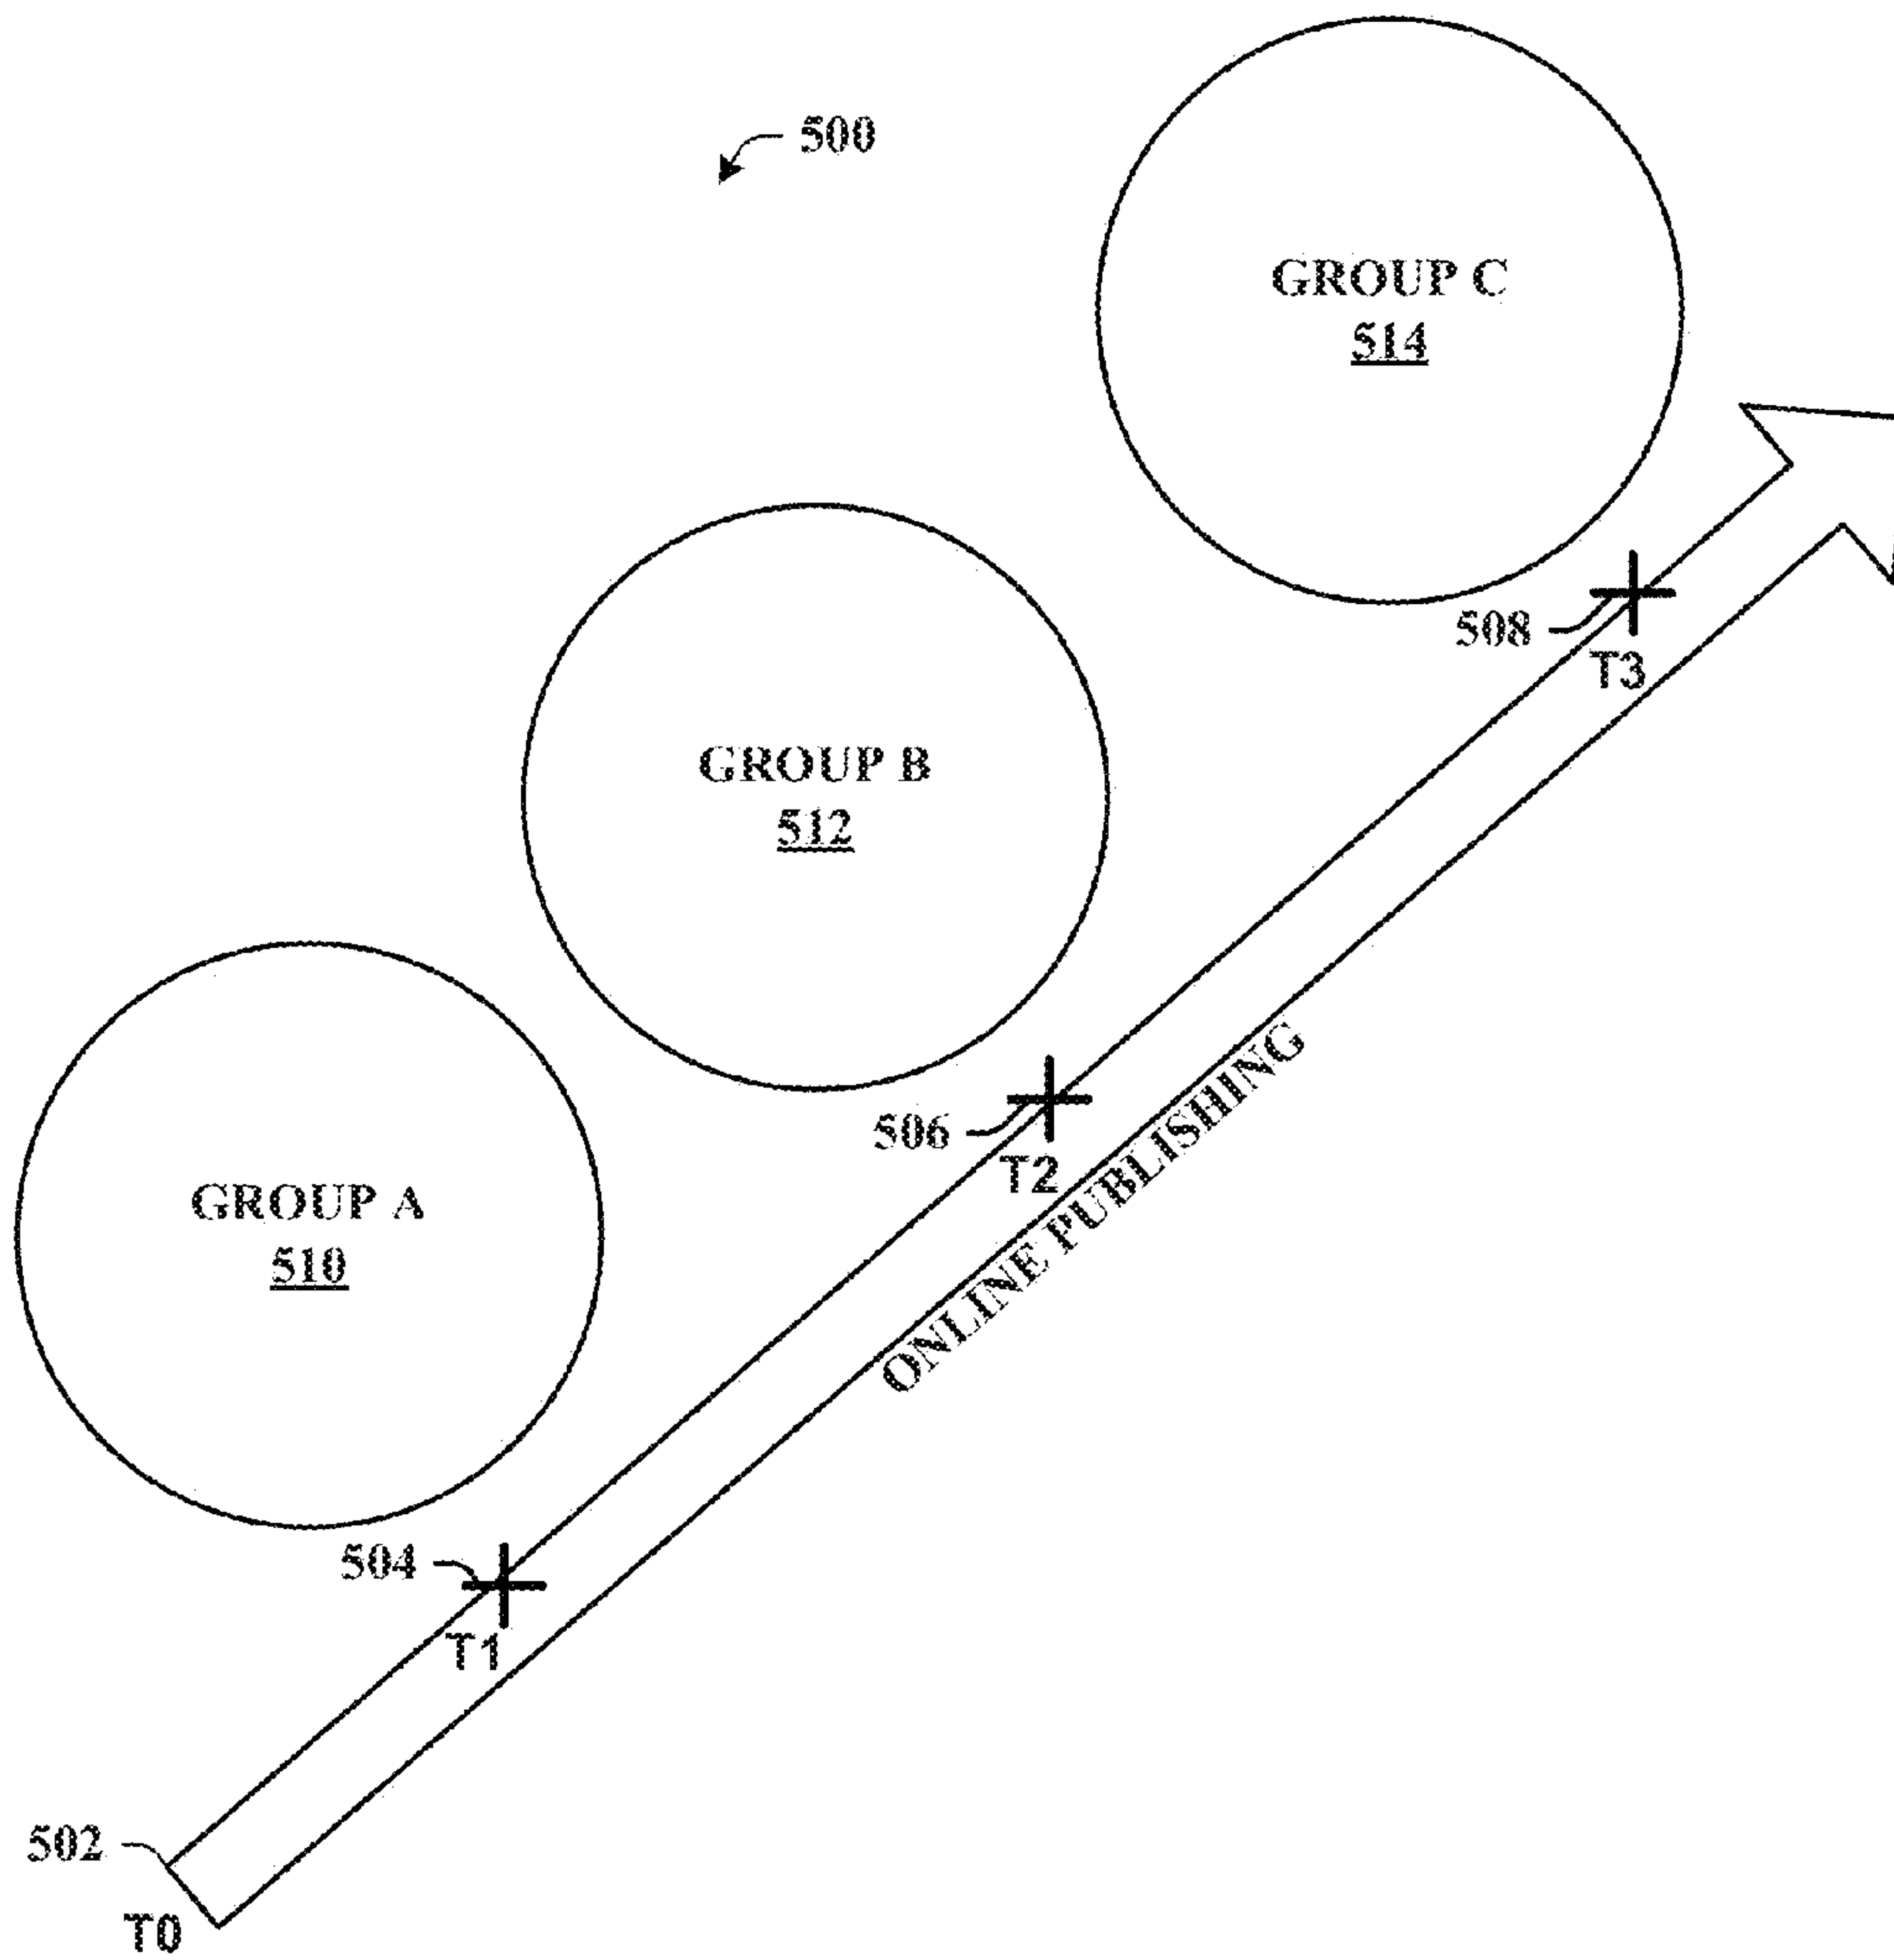 500
GROUP C
514
508
T3
GROUP B
512
506
T2
ONLINE PUBLISHING
GROUP A
510
504
T1
502
T0